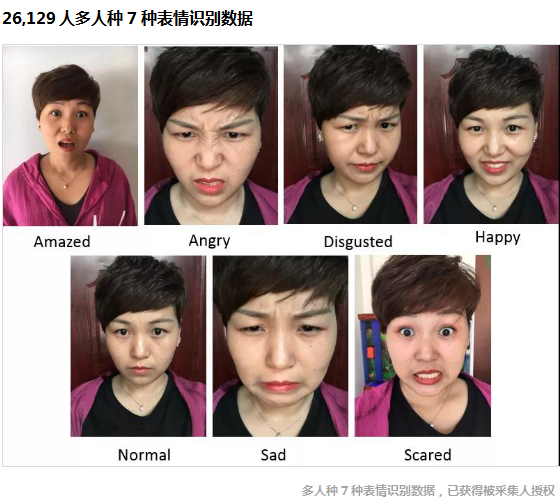 26,129 人多人种 7 种表情识别数据
Amazed
Angry
Disgusted
Happy
Normal
Sad
Scared
多人种 7 种表情识别数据，已获得被采集人授权